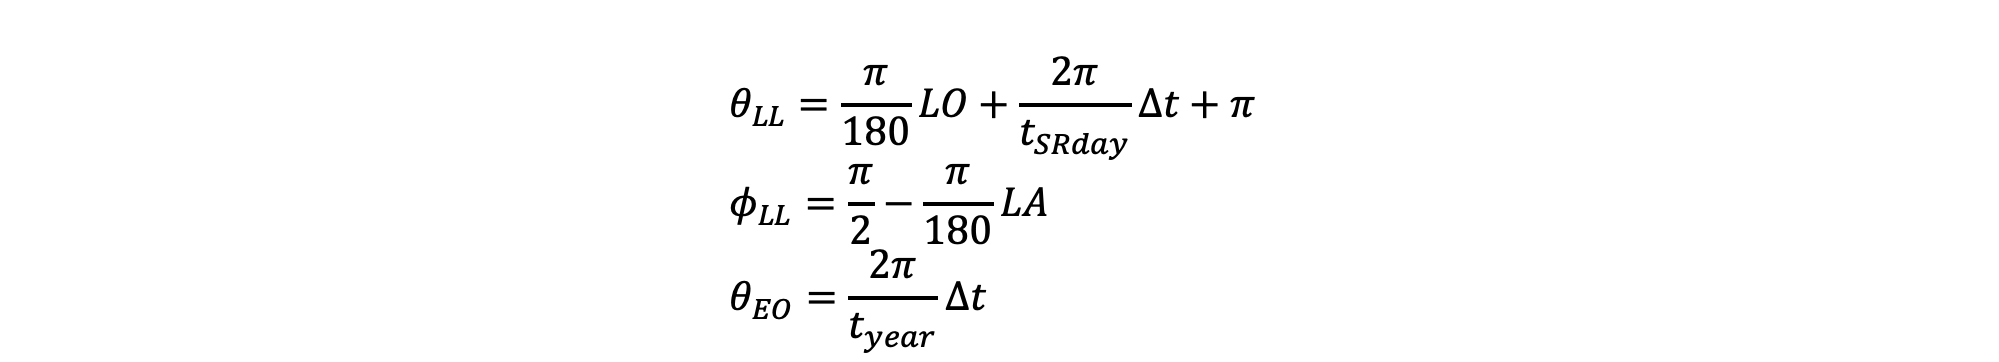 θ_LL = π/180 LO + 2π/t_SRday Δt + π
ϕ_LL = π/2 − π/180 LA
θ_EO = 2π/t_year Δt